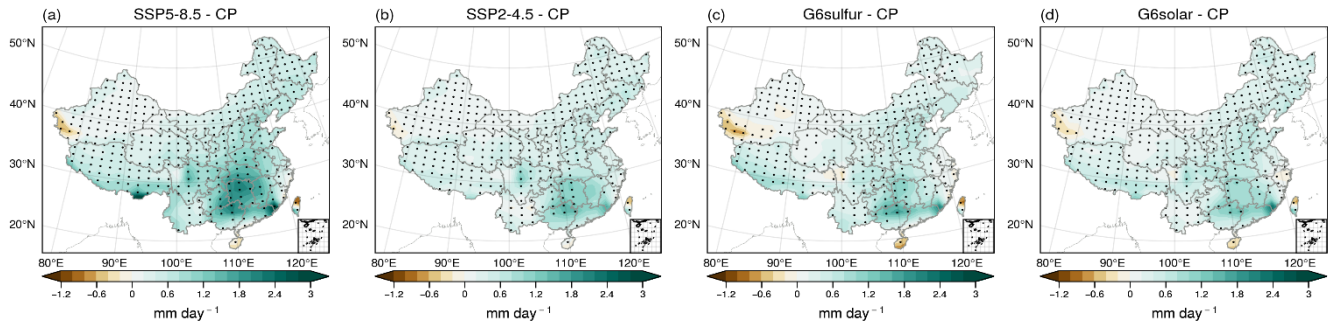 (a) SSP5-8.5 - CP
50°N
40°N
30°N
20°N
80°E 90°E 100°E 110°E 120°E
−1.2 −0.6 0 0.6 1.2 1.8 2.4 3
mm day⁻¹
(b) SSP2-4.5 - CP
50°N
40°N
30°N
20°N
80°E 90°E 100°E 110°E 120°E
−1.2 −0.6 0 0.6 1.2 1.8 2.4 3
mm day⁻¹
(c) G6sulfur - CP
50°N
40°N
30°N
20°N
80°E 90°E 100°E 110°E 120°E
−1.2 −0.6 0 0.6 1.2 1.8 2.4 3
mm day⁻¹
(d) G6solar - CP
50°N
40°N
30°N
20°N
80°E 90°E 100°E 110°E 120°E
−1.2 −0.6 0 0.6 1.2 1.8 2.4 3
mm day⁻¹